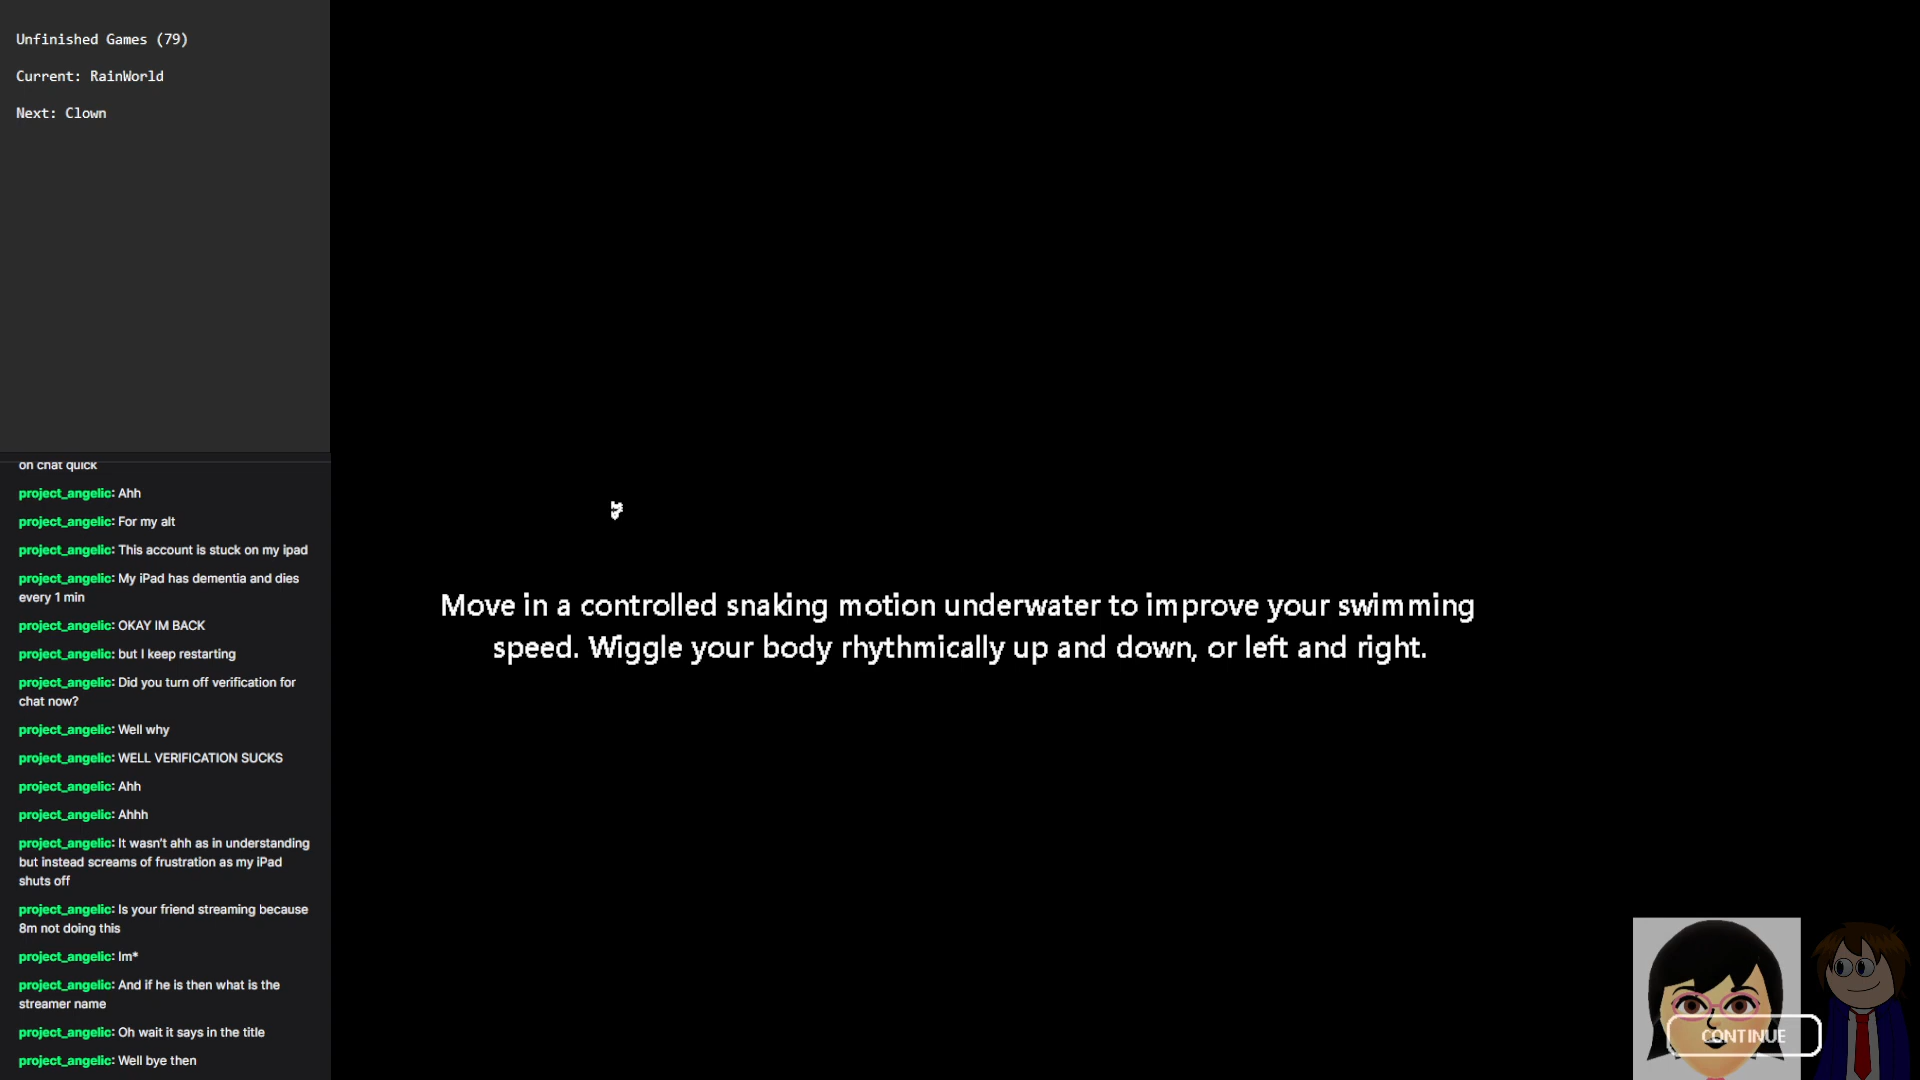 Unfinished Games (79)
Current: RainWorld
Next: Clown
on chat quick
project_angelic: Ahh
project_angelic: For my alt
project_angelic: This account is stuck on my ipad
project_angelic: My iPad has dementia and dies
every 1 min
project_angelic: OKAY IM BACK
project_angelic: but I keep restarting
project_angelic: Did you turn off verification for
chat now?
project_angelic: Well why
project_angelic: WELL VERIFICATION SUCKS
project_angelic: Ahh
project_angelic: Ahhh
project_angelic: It wasn't ahh as in understanding
but instead screams of frustration as my iPad
shuts off
project_angelic: Is your friend streaming because
8m not doing this
project_angelic: Im*
project_angelic: And if he is then what is the
streamer name
project_angelic: Oh wait it says in the title
project_angelic: Well bye then
Move in a controlled snaking motion underwater to improve your swimming
speed. Wiggle your body rhythmically up and down, or left and right.
CONTINUE